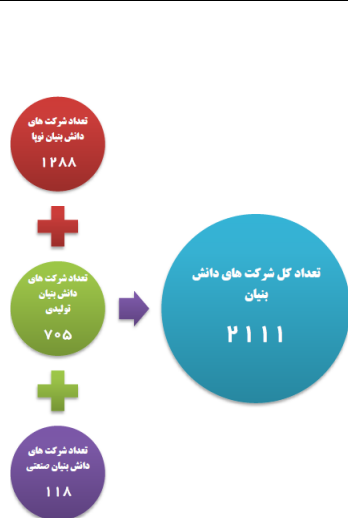 تعداد شرکت های
دانش بنیان نوپا
۱۲۸۸
تعداد شرکت های
دانش بنیان
تولیدی
۷۰۵
تعداد شرکت های
دانش بنیان صنعتی
۱۱۸
تعداد کل شرکت های دانش
بنیان
۲۱۱۱